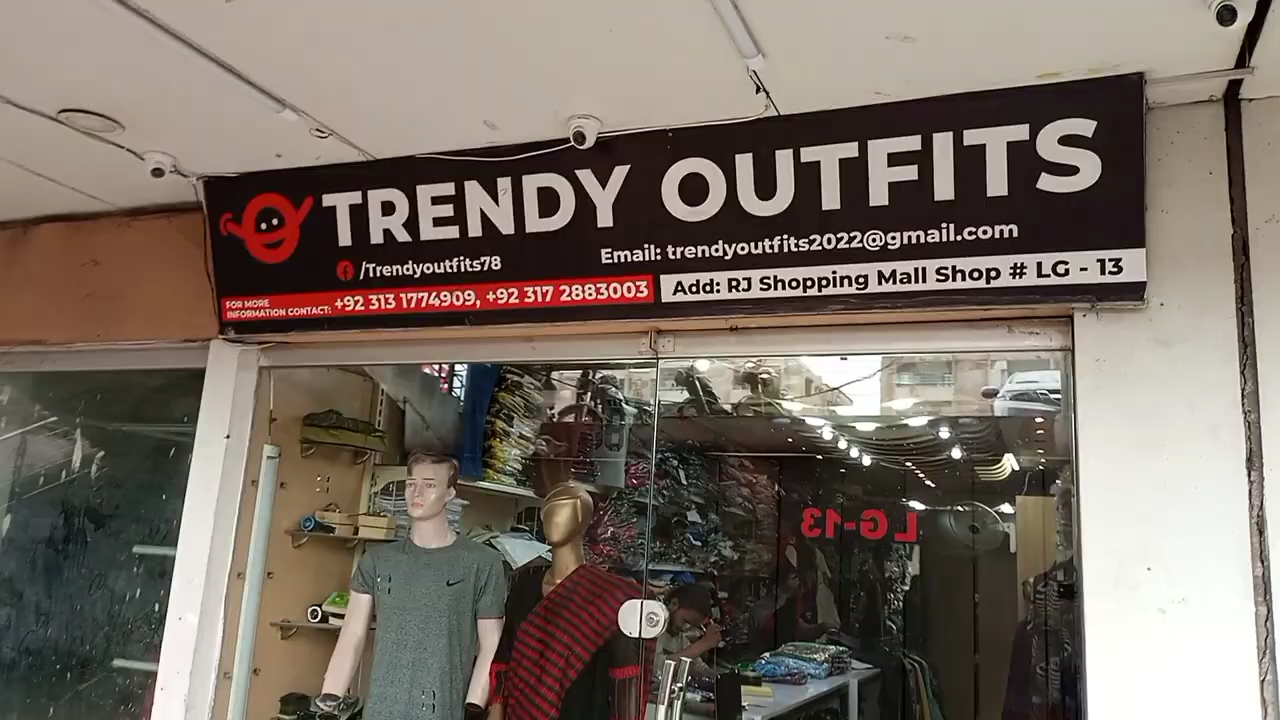 TRENDY OUTFITS
/Trendyoutfits78
Email: trendyoutfits2022@gmail.com
FOR MORE
INFORMATION CONTACT: +92 313 1774909, +92 317 2883003
Add: RJ Shopping Mall Shop # LG - 13
LG-13